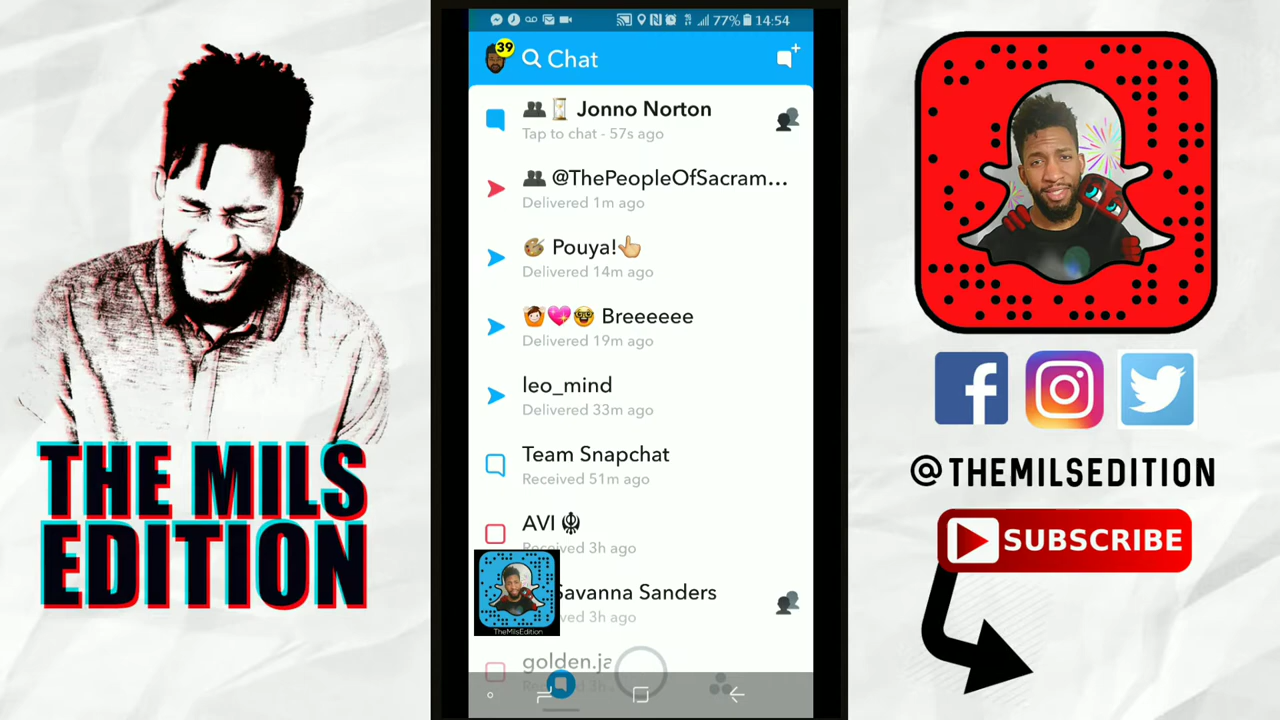 THE MILS
EDITION
77% 14:54
39
Chat
Jonno Norton
Tap to chat - 57s ago
@ThePeopleOfSacram...
Delivered 1m ago
Pouya!
Delivered 14m ago
Breeeeee
Delivered 19m ago
leo_mind
Delivered 33m ago
Team Snapchat
Received 51m ago
AVI
Received 3h ago
Savanna Sanders
ved 3h ago
golden.ja
TheMilsEdition
@THEMILSEDITION
SUBSCRIBE